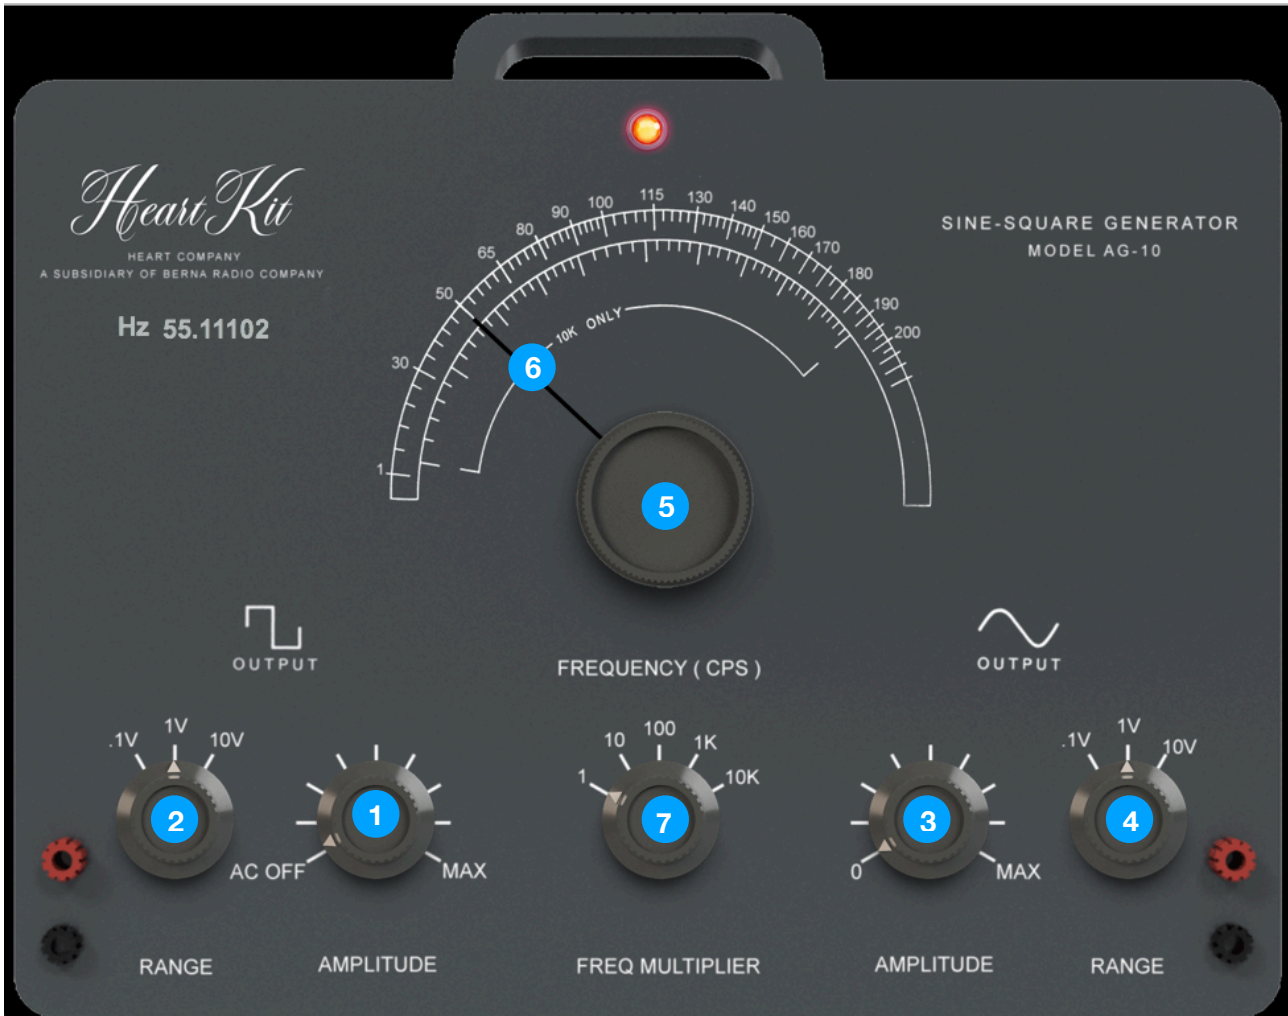 Heart Kit
HEART COMPANY
A SUBSIDIARY OF BERNA RADIO COMPANY
Hz 55.11102
SINE-SQUARE GENERATOR
MODEL AG-10
1 30 50 65 80 90 100 115 130 140 150 160 170 180 190 200
10K ONLY
6
5
OUTPUT
FREQUENCY ( CPS )
OUTPUT
.1V 1V 10V
2
RANGE
1
AC OFF MAX
AMPLITUDE
1 10 100 1K 10K
7
FREQ MULTIPLIER
3
0 MAX
AMPLITUDE
.1V 1V 10V
4
RANGE